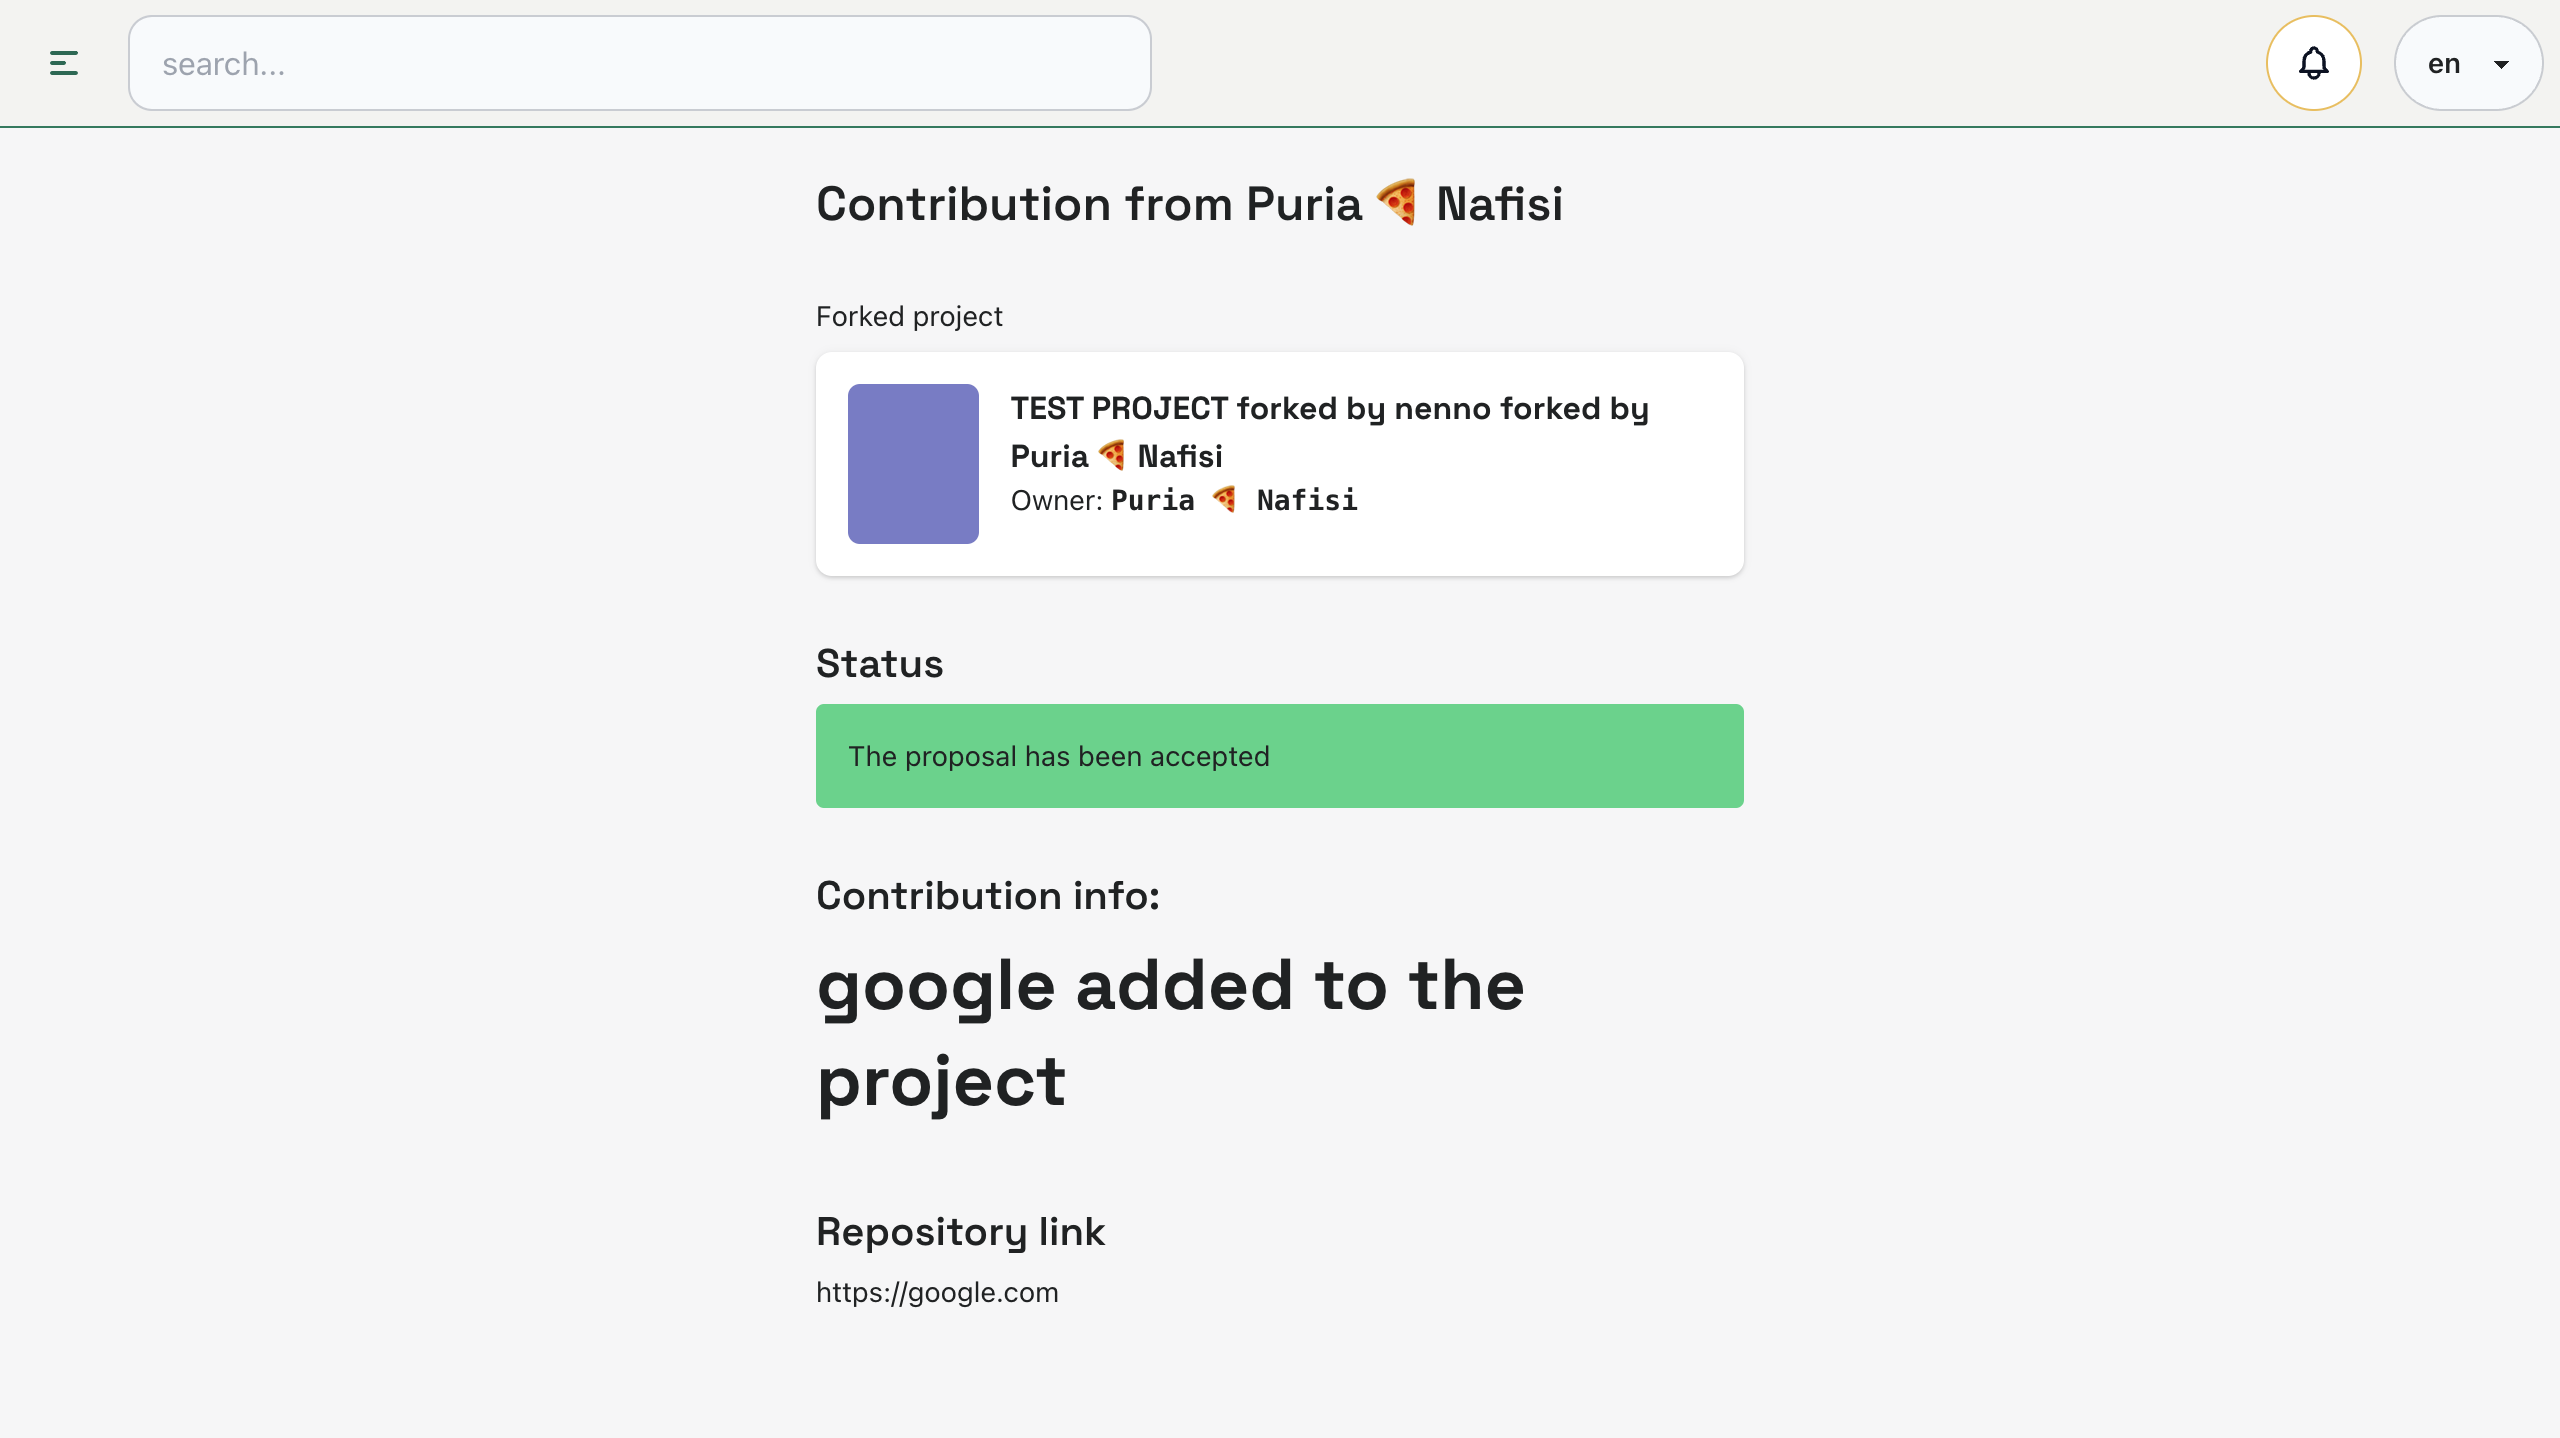 search...
en
Contribution from Puria 🍕 Nafisi
Forked project
TEST PROJECT forked by nenno forked by
Puria 🍕 Nafisi
Owner: Puria 🍕 Nafisi
Status
The proposal has been accepted
Contribution info:
google added to the
project
Repository link
https://google.com